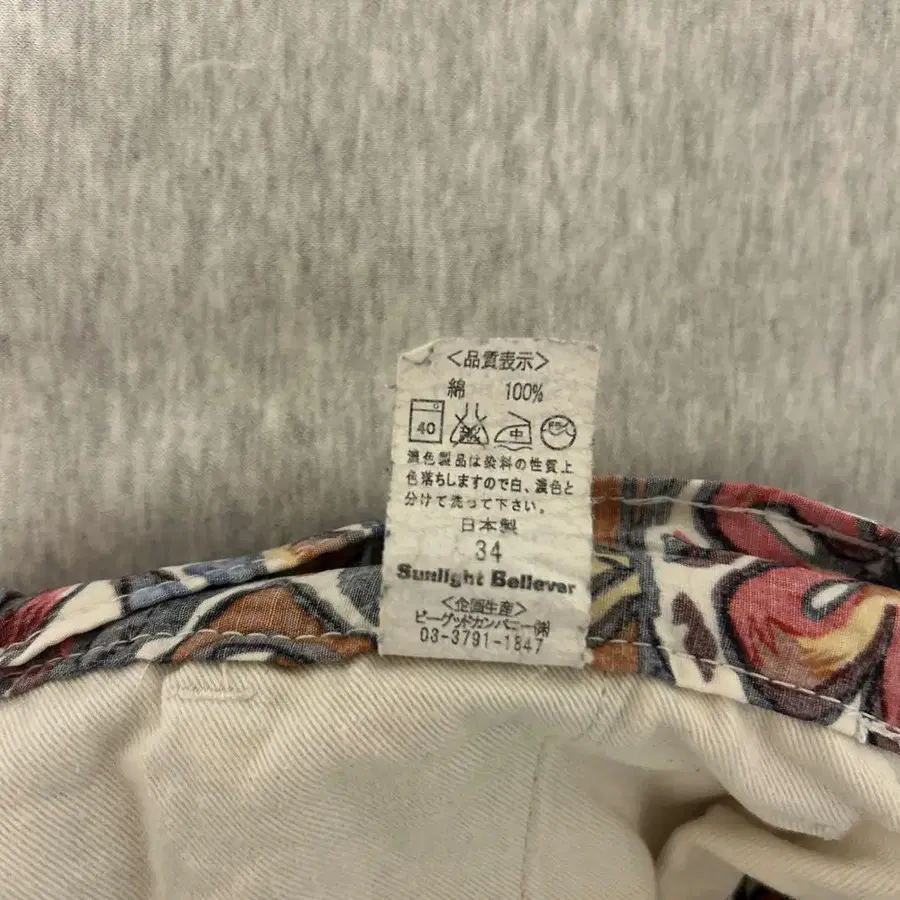 <品質表示>
綿 100%
40 中
濃色製品は染料の性質上
色落ちしますので白、濃色と
分けて洗って下さい。
日本製
34
Sunlight Believer
<企画生産>
ビーグッドカンパニー㈱
03-3791-1847